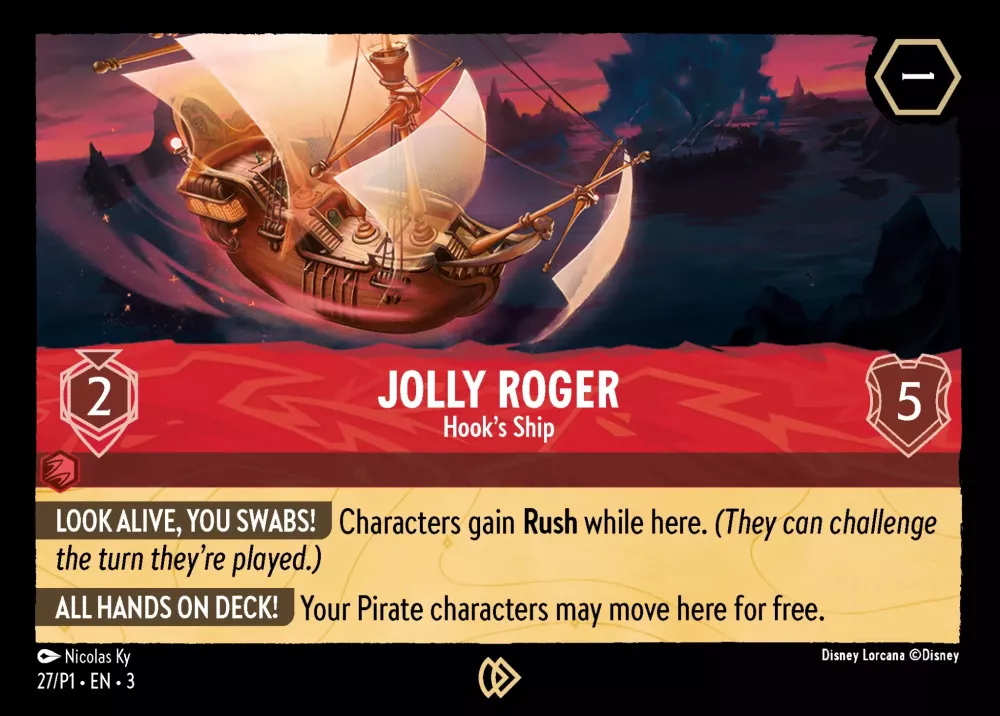 1
2
JOLLY ROGER
Hook's Ship
5
LOOK ALIVE, YOU SWABS! Characters gain Rush while here. (They can challenge
the turn they're played.)
ALL HANDS ON DECK! Your Pirate characters may move here for free.
Nicolas Ky
Disney Lorcana ©Disney
27/P1 • EN • 3